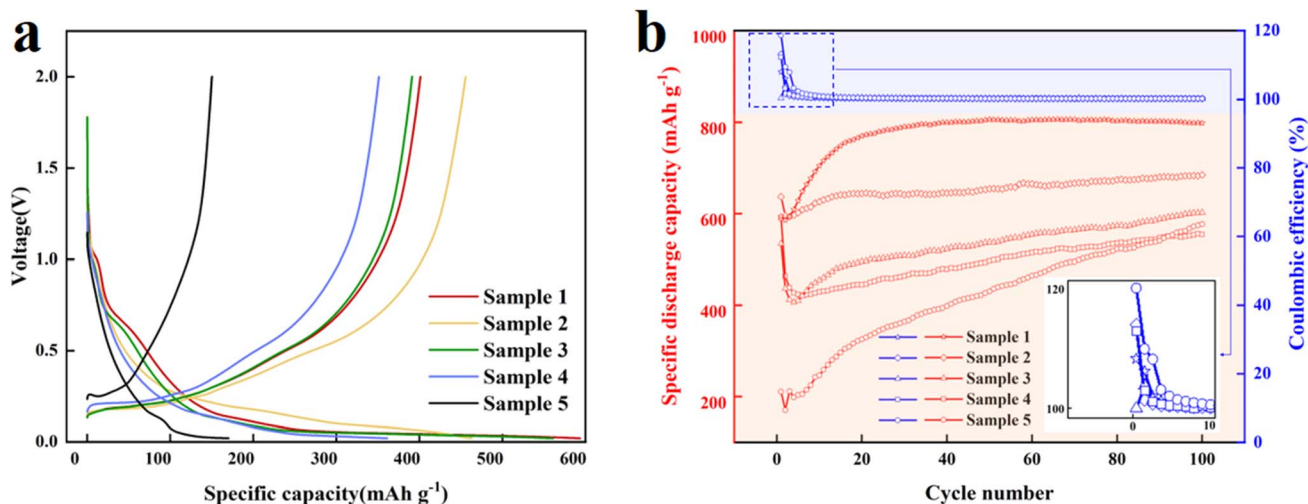 a
2.0
1.5
1.0
0.5
0.0
Voltage(V)
Sample 1
Sample 2
Sample 3
Sample 4
Sample 5
0 100 200 300 400 500 600
Specific capacity(mAh g⁻¹)
b
1000
800
600
400
200
Specific discharge capacity (mAh g⁻¹)
120
100
80
60
40
20
0
Coulombic efficiency (%)
Sample 1
Sample 2
Sample 3
Sample 4
Sample 5
120
100
0 10
0 20 40 60 80 100
Cycle number